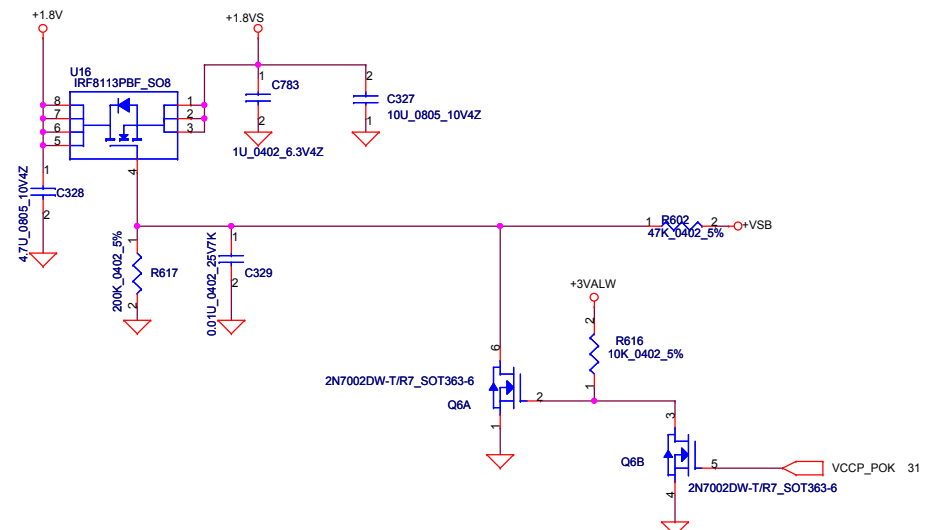 +1.8V
+1.8VS
U16
IRF8113PBF_SO8
8
7
6
5
1
2
3
4
1
C783
2
1U_0402_6.3V4Z
2
C327
10U_0805_10V4Z
1
1
C328
2
4.7U_0805_10V4Z
1
R617
200K_0402_5%
2
1
C329
0.01U_0402_25V7K
2
1
R602
2
+VSB
47K_0402_5%
+3VALW
2
R616
10K_0402_5%
1
6
2N7002DW-T/R7_SOT363-6
Q6A
2
1
3
Q6B
5
VCCP_POK 31
2N7002DW-T/R7_SOT363-6
4